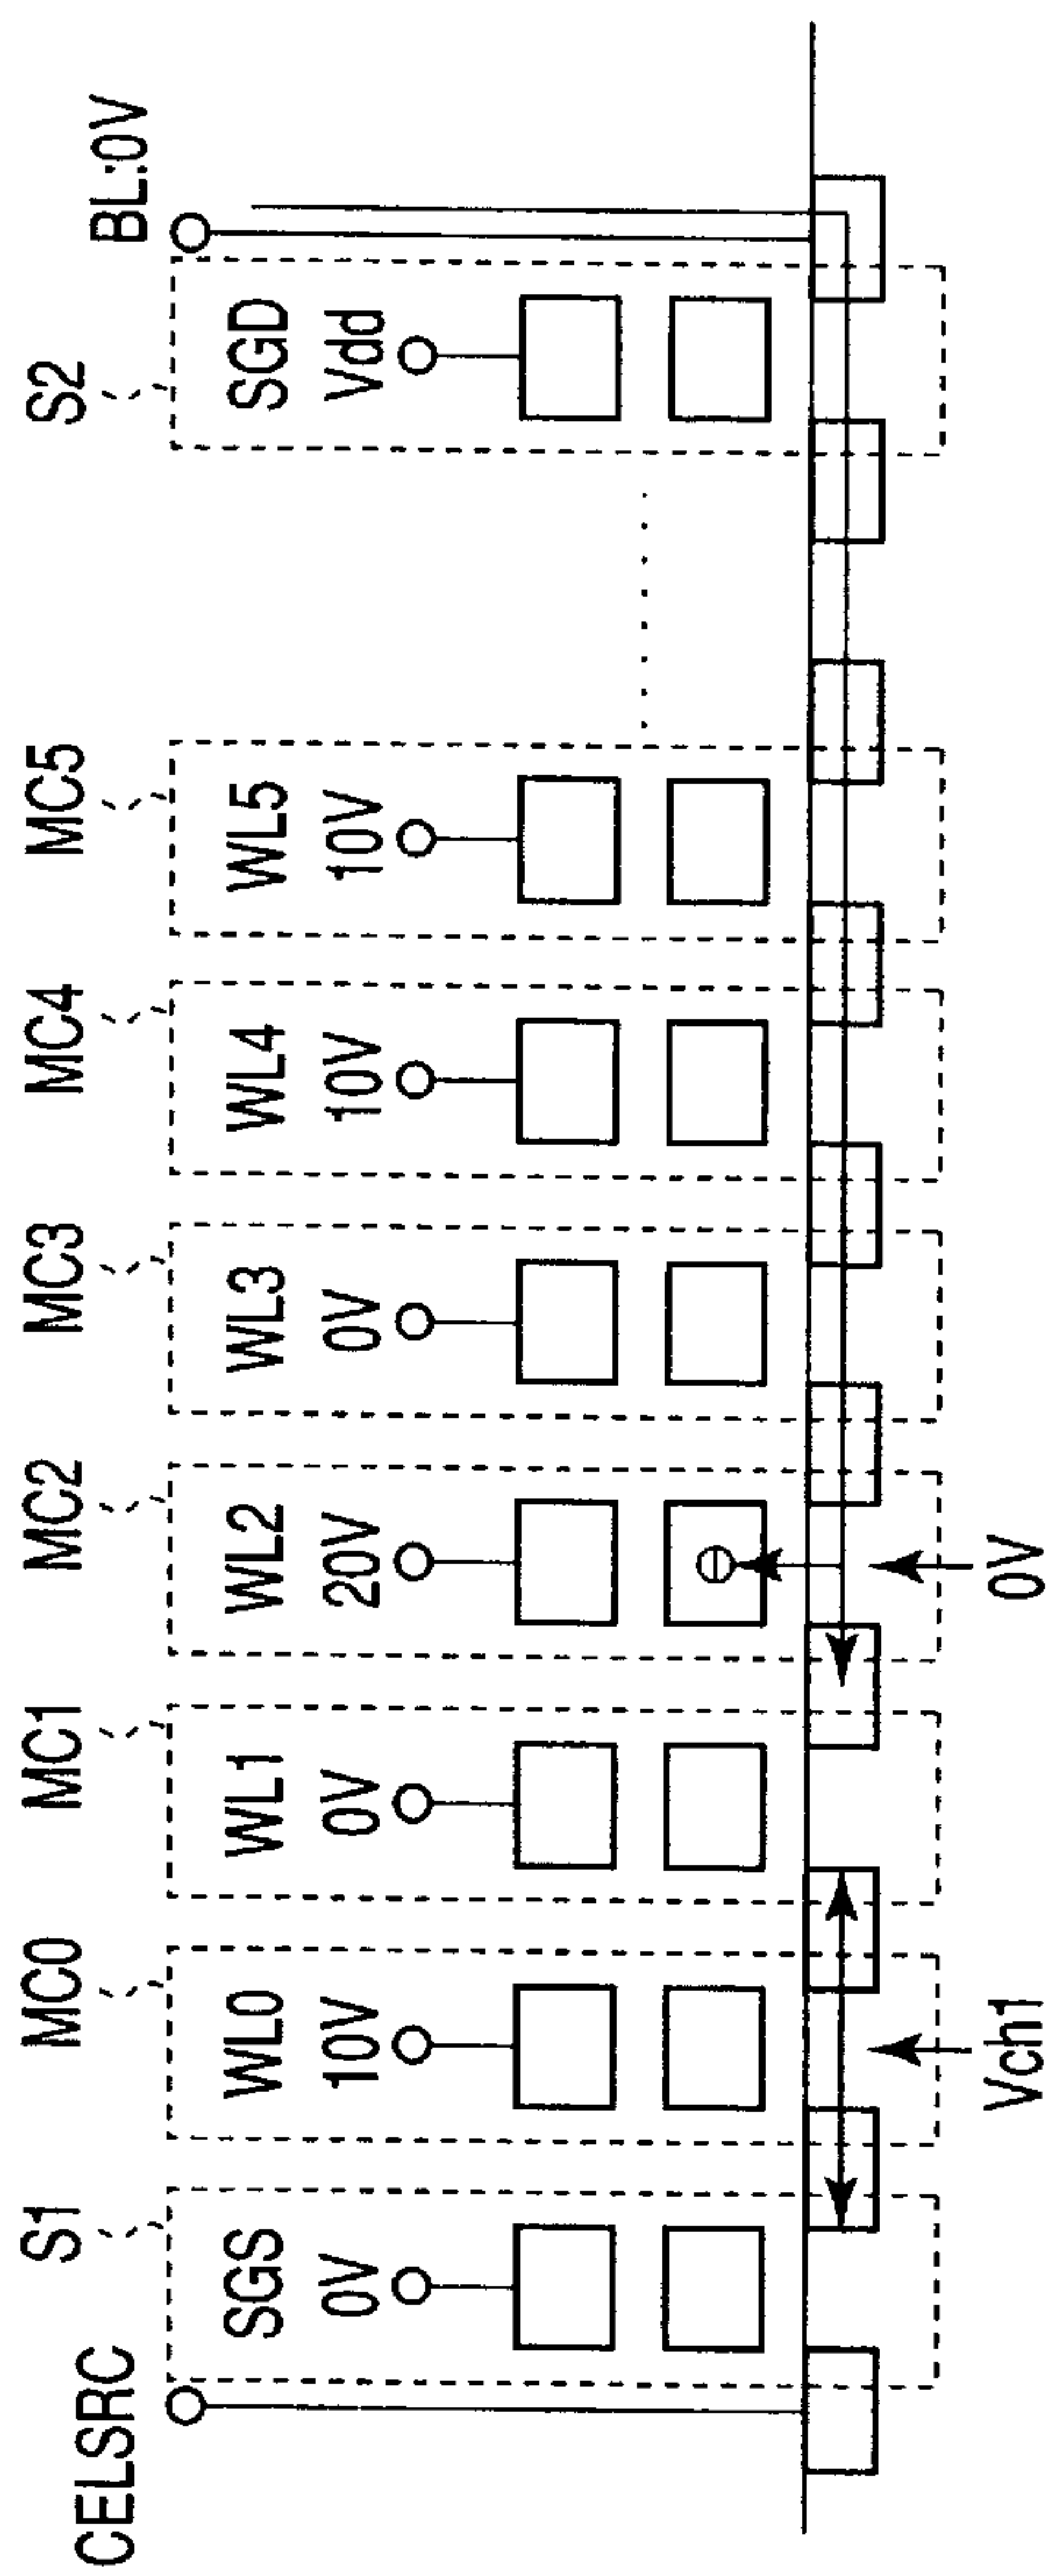 CELSRC
S1
MC0
MC1
MC2
MC3
MC4
MC5
S2
BL:0V
SGS
WL0
WL1
WL2
WL3
WL4
WL5
SGD
0V
10V
0V
20V
0V
10V
10V
Vdd
Vch1
0V